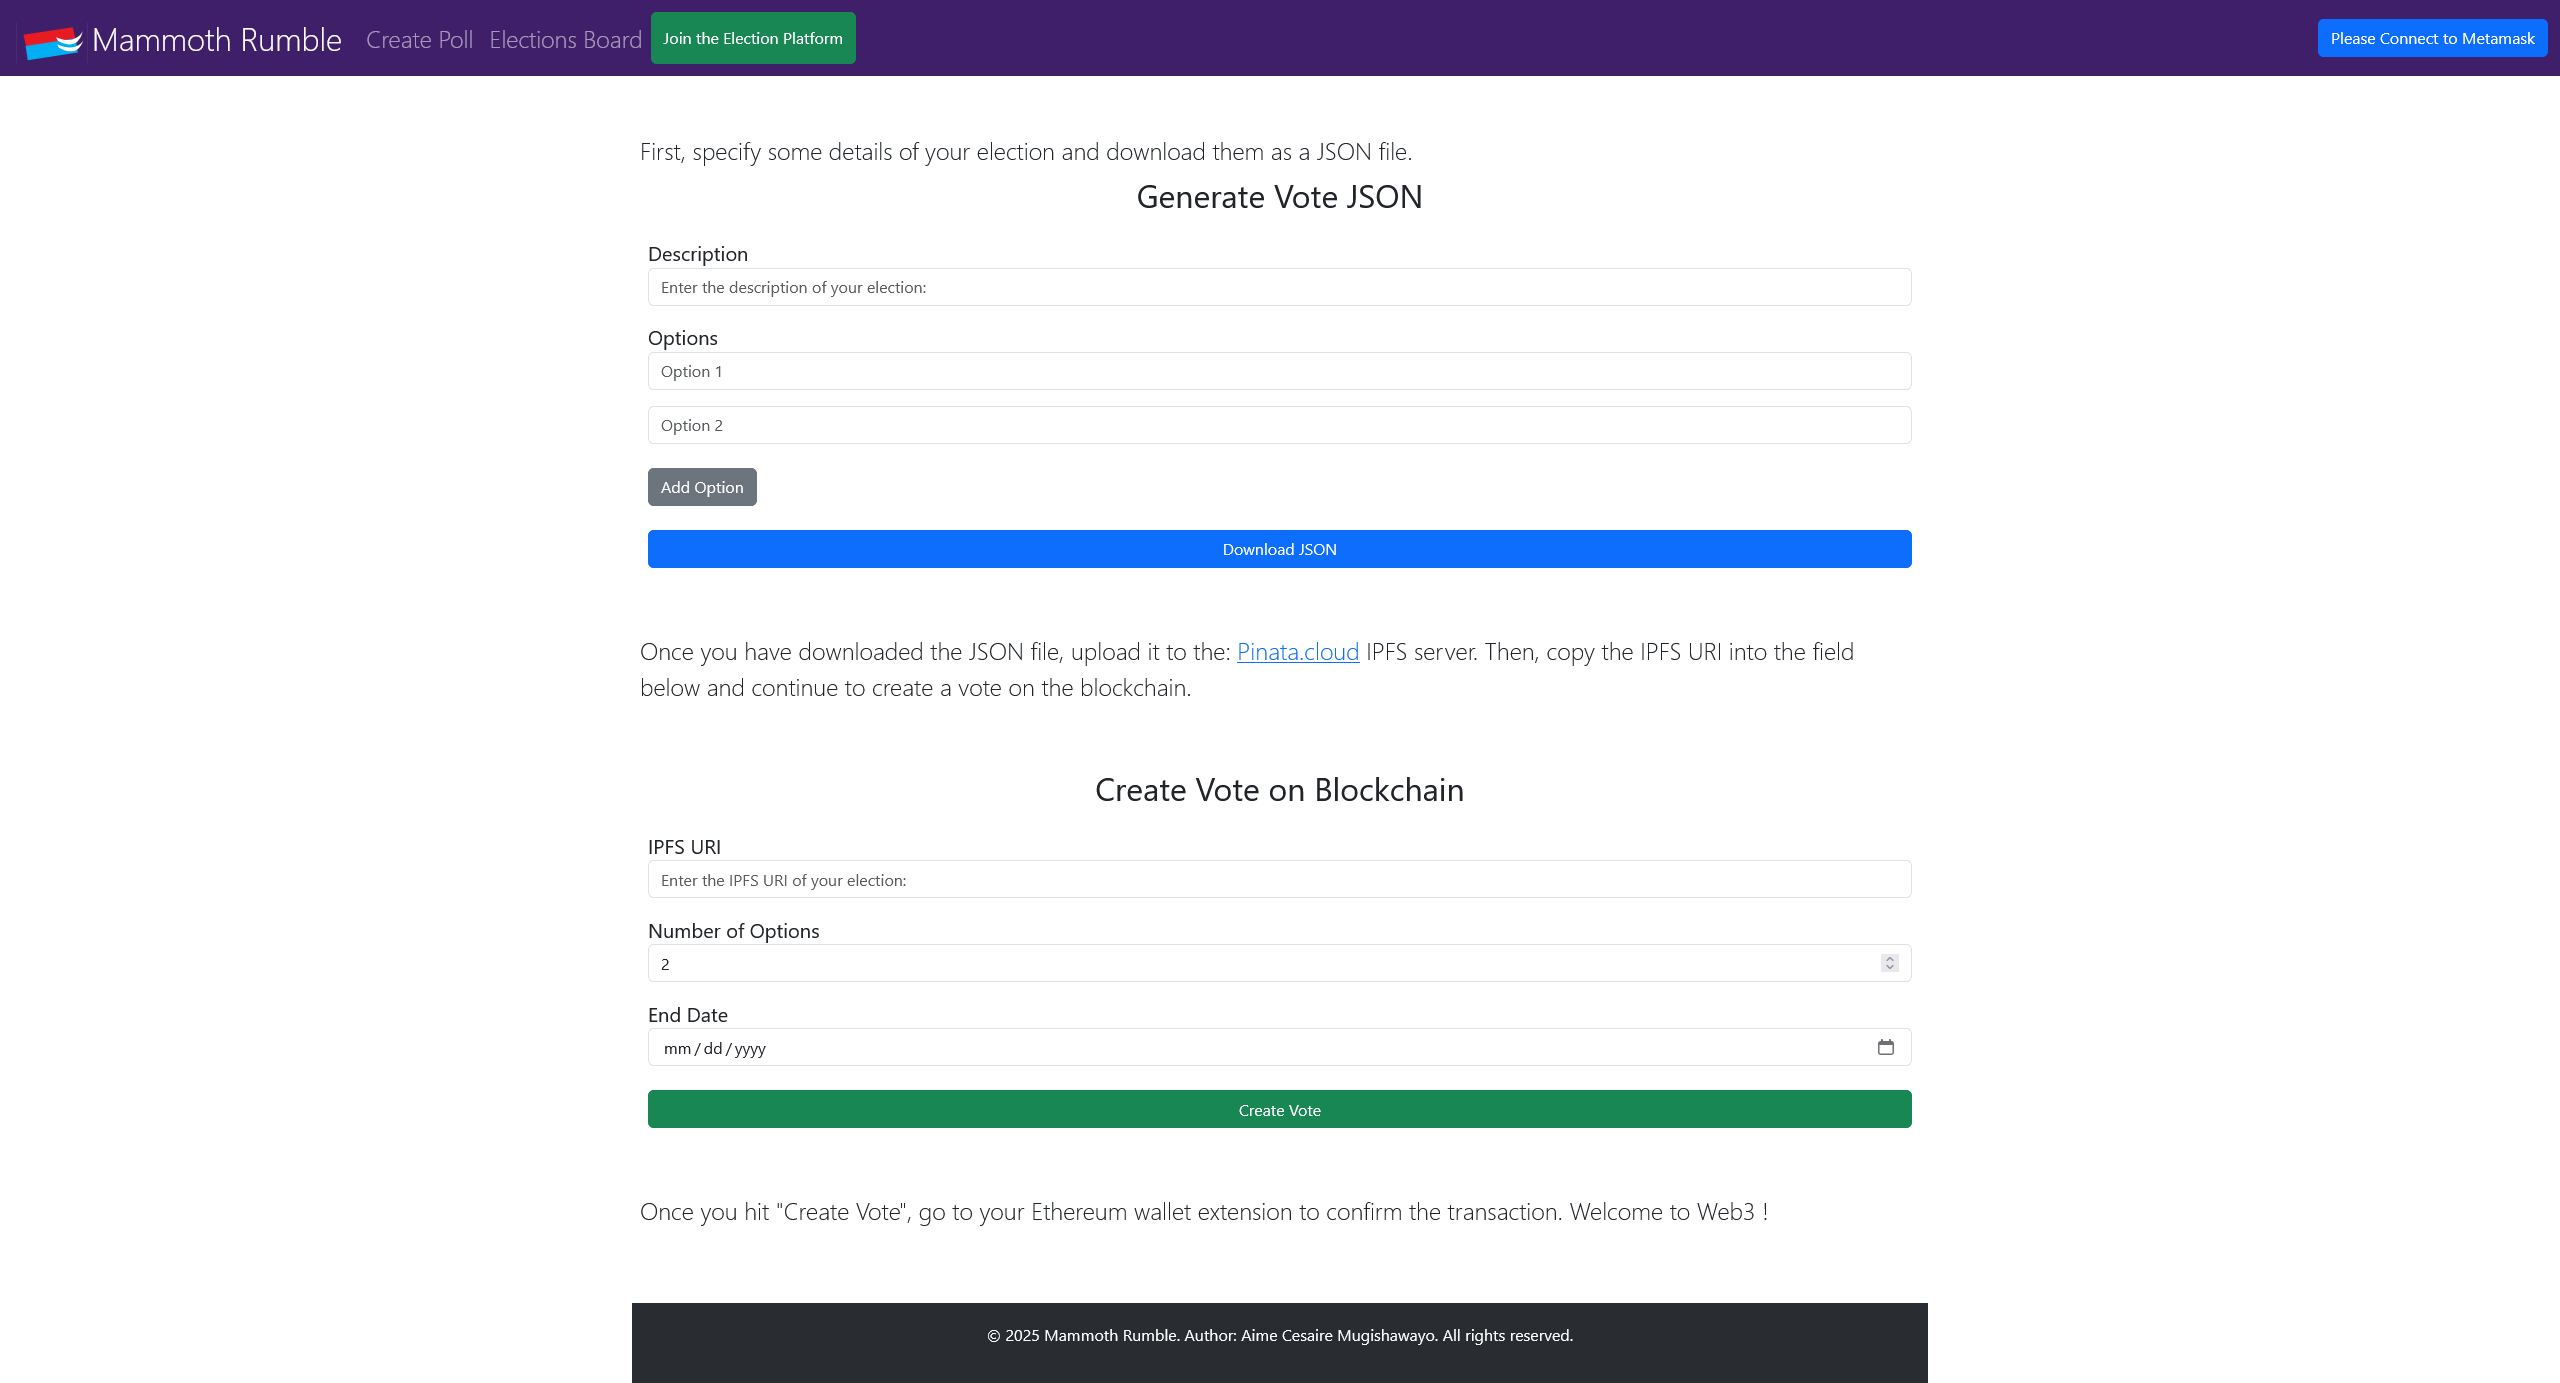 Mammoth Rumble Create Poll Elections Board Join the Election Platform Please Connect to Metamask
First, specify some details of your election and download them as a JSON file.
Generate Vote JSON
Description
Enter the description of your election:
Options
Option 1
Option 2
Add Option
Download JSON
Once you have downloaded the JSON file, upload it to the: Pinata.cloud IPFS server. Then, copy the IPFS URI into the field
below and continue to create a vote on the blockchain.
Create Vote on Blockchain
IPFS URI
Enter the IPFS URI of your election:
Number of Options
2
End Date
mm/dd/yyyy
Create Vote
Once you hit "Create Vote", go to your Ethereum wallet extension to confirm the transaction. Welcome to Web3 !
© 2025 Mammoth Rumble. Author: Aime Cesaire Mugishawayo. All rights reserved.